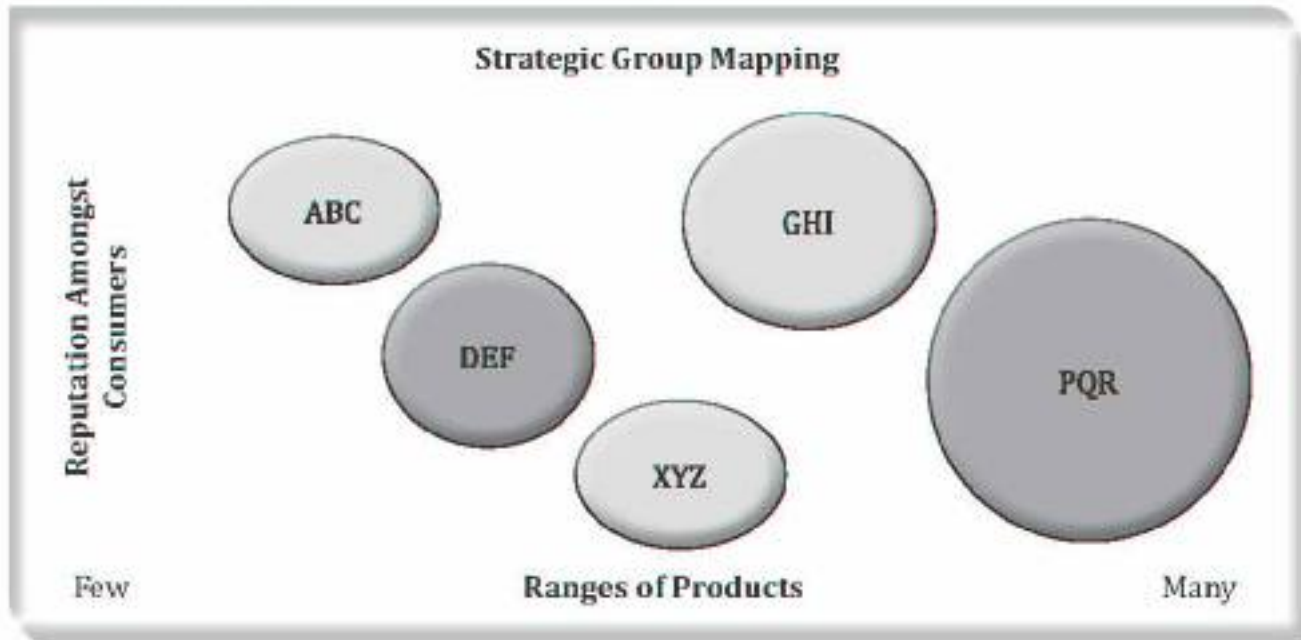 Strategic Group Mapping
Reputation Amongst
Consumers
ABC
GHI
DEF
PQR
XYZ
Few
Ranges of Products
Many